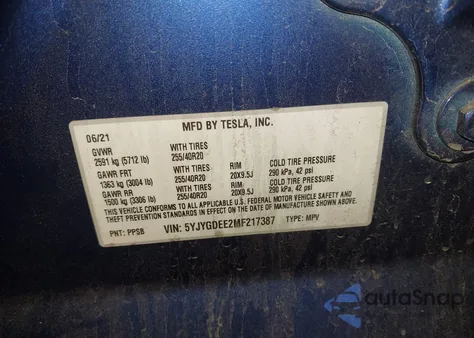 MFD BY TESLA, INC.
06/21
GVWR WITH TIRES
2591 kg (5712 lb) 255/40R20
GAWR FRT WITH TIRES RIM COLD TIRE PRESSURE
1363 kg (3004 lb) 255/40R20 20X9.5J 290 kPa, 42 psi
GAWR RR WITH TIRES RIM COLD TIRE PRESSURE
1500 kg (3306 lb) 255/40R20 20X9.5J 290 kPa, 42 psi
THIS VEHICLE CONFORMS TO ALL APPLICABLE U.S. FEDERAL MOTOR VEHICLE SAFETY AND
THEFT PREVENTION STANDARDS IN EFFECT ON THE DATE OF MANUFACTURE SHOWN ABOVE.
PNT: PPSB VIN: 5YJYGDEE2MF217387 TYPE: MPV
autoSnap